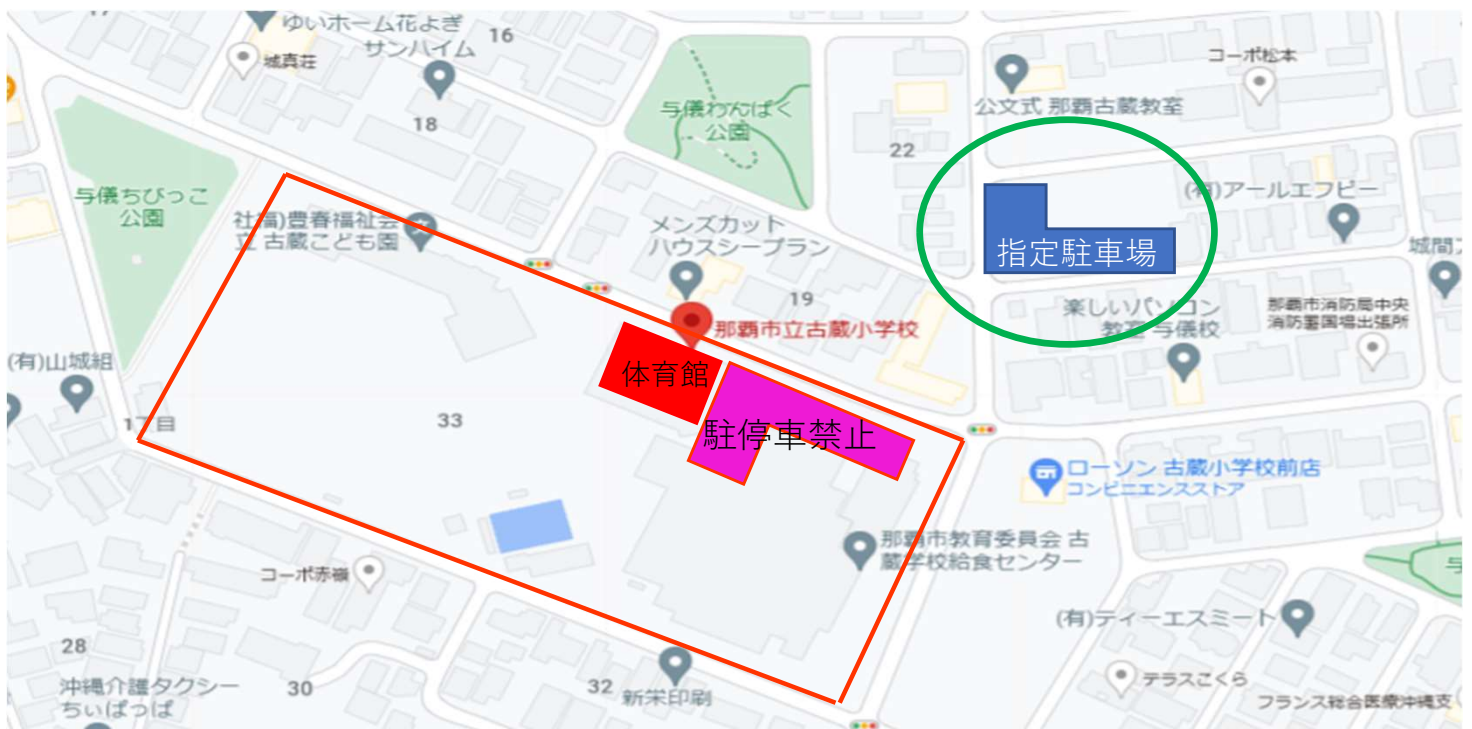 ゆいホーム花よぎ
サンハイム
16
城真荘
18
与儀わんぱく
公園
22
公文式 那覇古蔵教室
コーポ松本
与儀ちびっこ
公園
社福)豊春福祉会
立 古蔵こども園
メンズカット
ハウスシープラン
19
(有)アールエフピー
指定駐車場
城間
楽しいパソコン
教室 与儀校
那覇市消防局中央
消防署国場出張所
那覇市立古蔵小学校
(有)山城組
体育館
1丁目
33
駐停車禁止
ローソン 古蔵小学校前店
コンビニエンスストア
那覇市教育委員会 古
蔵学校給食センター
コーポ赤嶺
(有)ティーエスミート
28
沖縄介護タクシー
ちぃばっぱ
30
32
新栄印刷
テラスこくら
フランス総合医療沖縄支